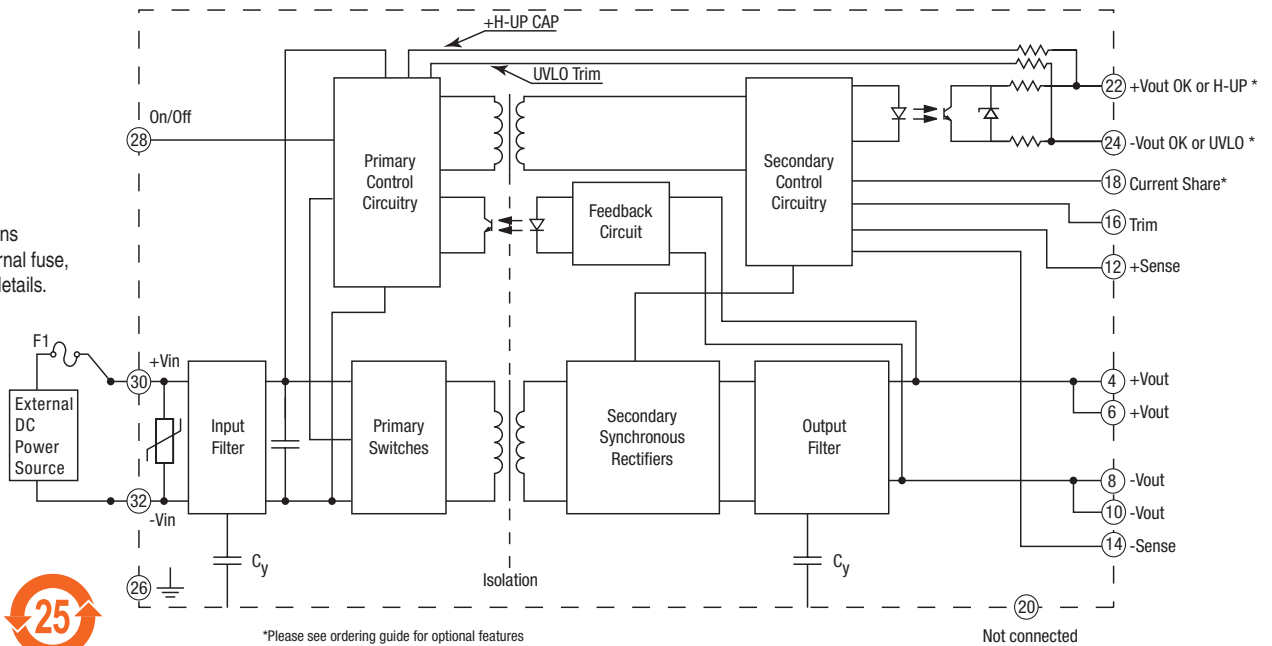 +H-UP CAP
UVLO Trim
On/Off
28
Primary
Control
Circuitry
Feedback
Circuit
Secondary
Control
Circuitry
22 +Vout OK or H-UP *
24 -Vout OK or UVLO *
18 Current Share*
16 Trim
12 +Sense
ns
rnal fuse,
details.
F1
30
+Vin
External
DC
Power
Source
32
-Vin
Input
Filter
Primary
Switches
Secondary
Synchronous
Rectifiers
Output
Filter
4 +Vout
6 +Vout
8 -Vout
10 -Vout
14 -Sense
26
Cy
Isolation
Cy
20
Not connected
25
*Please see ordering guide for optional features